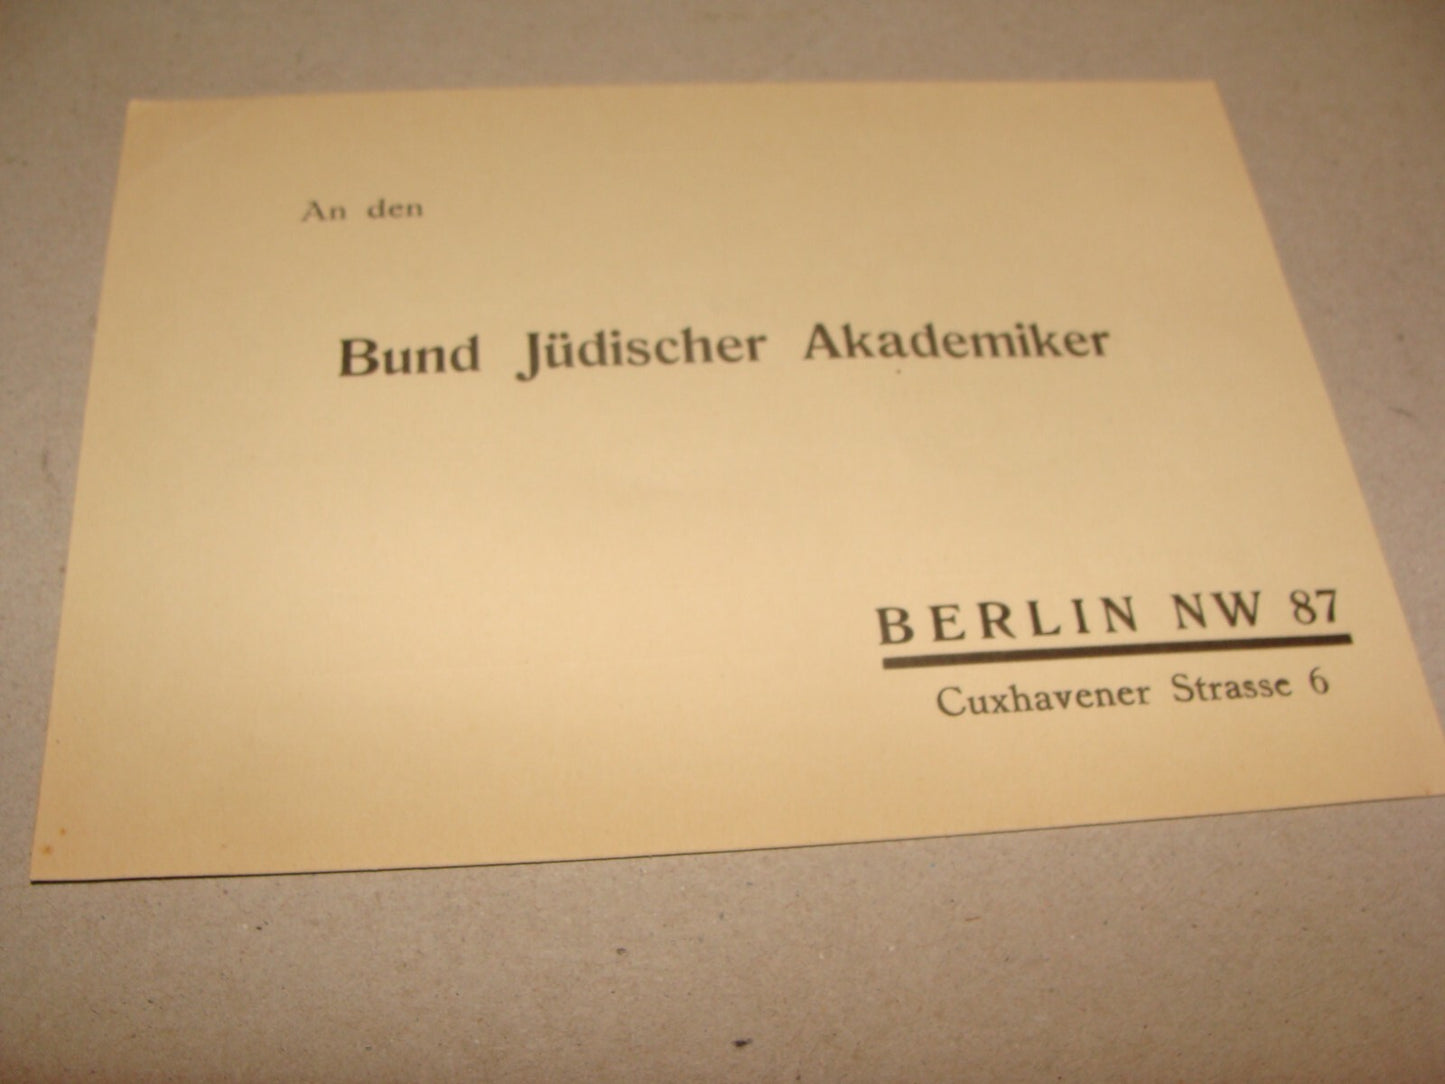 An den
Bund Jüdischer Akademiker
BERLIN NW 87
Cuxhavener Strasse 6